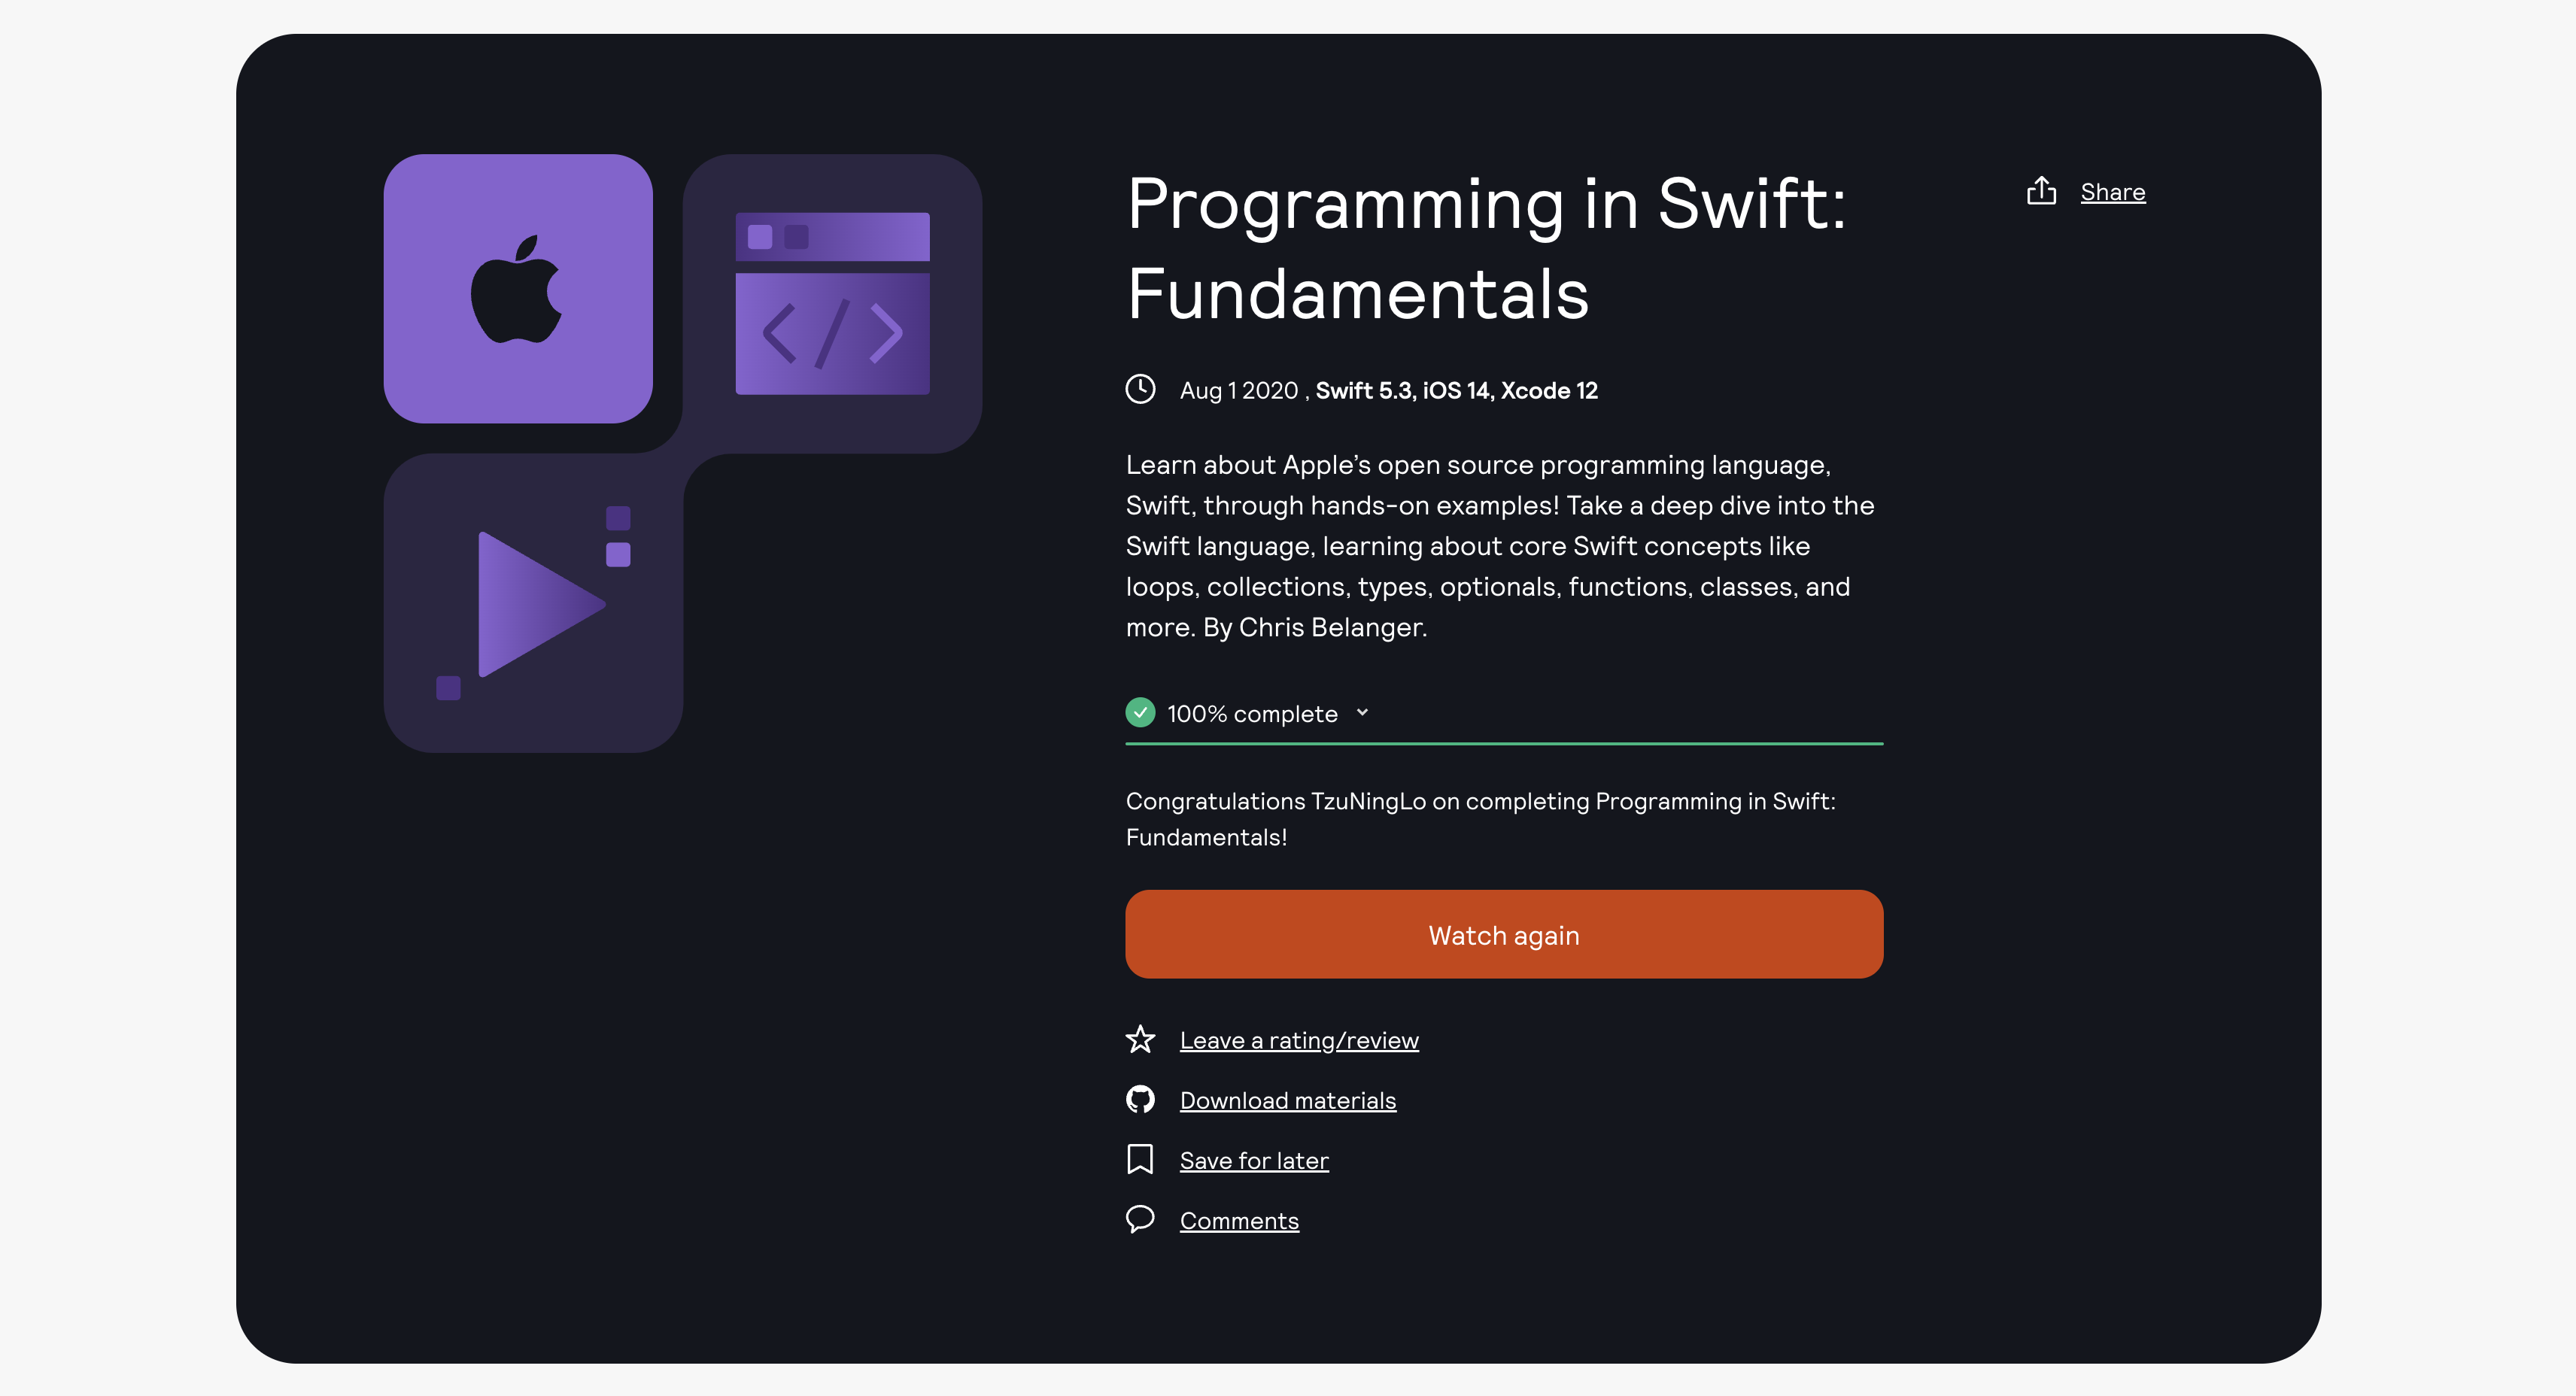 Programming in Swift:
Fundamentals
Share
Aug 1 2020 , Swift 5.3, iOS 14, Xcode 12
Learn about Apple’s open source programming language,
Swift, through hands-on examples! Take a deep dive into the
Swift language, learning about core Swift concepts like
loops, collections, types, optionals, functions, classes, and
more. By Chris Belanger.
100% complete
Congratulations TzuNingLo on completing Programming in Swift:
Fundamentals!
Watch again
Leave a rating/review
Download materials
Save for later
Comments